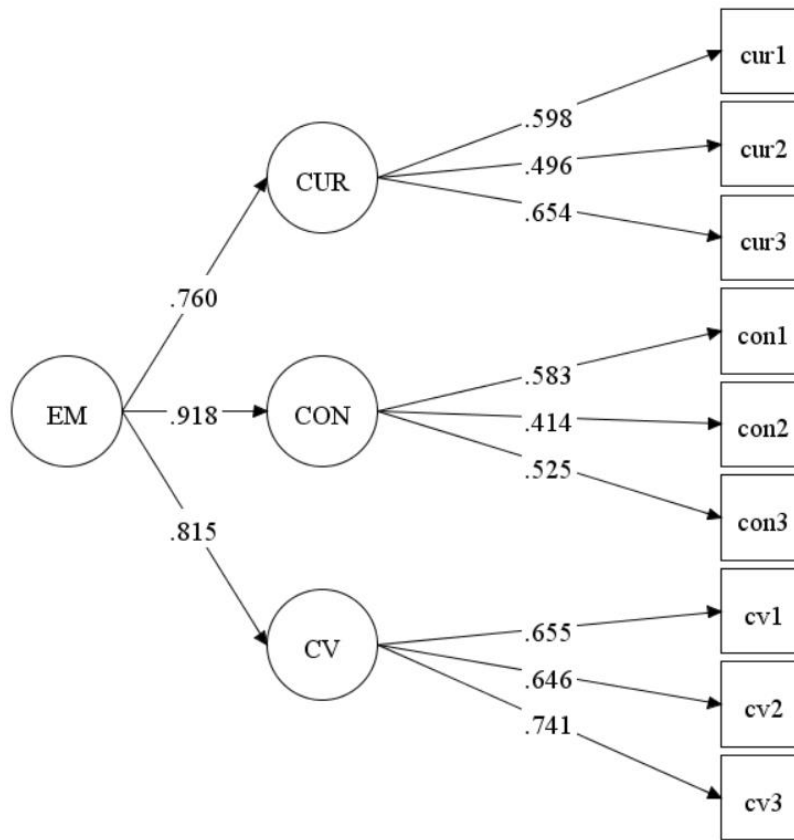 cur1
.598
cur2
CUR
.496
cur3
.654
.760
con1
.583
EM
.918
CON
.414
con2
.525
con3
.815
cv1
.655
CV
.646
cv2
.741
cv3